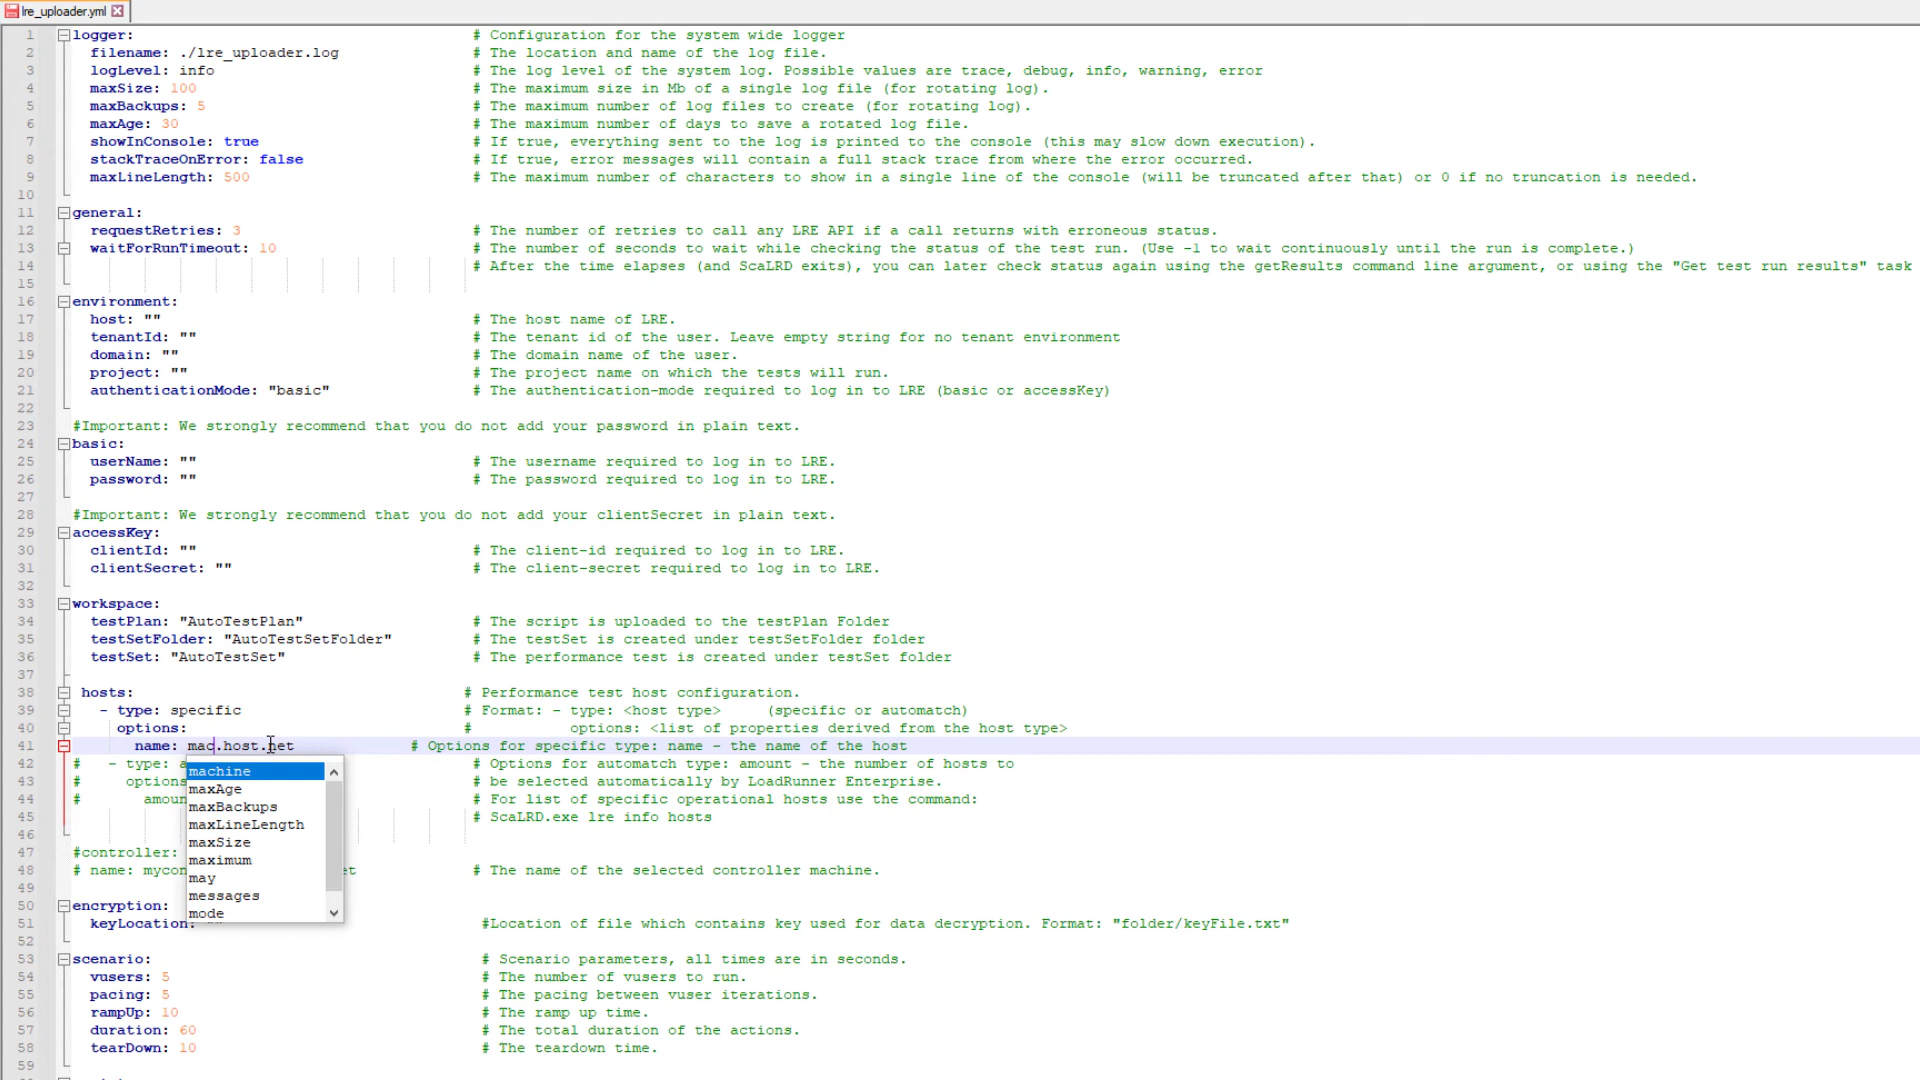 lre_uploader.yml
1 logger: # Configuration for the system wide logger
2 filename: ./lre_uploader.log # The location and name of the log file.
3 logLevel: info # The log level of the system log. Possible values are trace, debug, info, warning, error
4 maxSize: 100 # The maximum size in Mb of a single log file (for rotating log).
5 maxBackups: 5 # The maximum number of log files to create (for rotating log).
6 maxAge: 30 # The maximum number of days to save a rotated log file.
7 showInConsole: true # If true, everything sent to the log is printed to the console (this may slow down execution).
8 stackTraceOnError: false # If true, error messages will contain a full stack trace from where the error occurred.
9 maxLineLength: 500 # The maximum number of characters to show in a single line of the console (will be truncated after that) or 0 if no truncation is needed.
10
11 general:
12 requestRetries: 3 # The number of retries to call any LRE API if a call returns with erroneous status.
13 waitForRunTimeout: 10 # The number of seconds to wait while checking the status of the test run. (Use -1 to wait continuously until the run is complete.)
14 # After the time elapses (and ScaLRD exits), you can later check status again using the getResults command line argument, or using the "Get test run results" task
15
16 environment:
17 host: "" # The host name of LRE.
18 tenantId: "" # The tenant id of the user. Leave empty string for no tenant environment
19 domain: "" # The domain name of the user.
20 project: "" # The project name on which the tests will run.
21 authenticationMode: "basic" # The authentication-mode required to log in to LRE (basic or accessKey)
22
23 #Important: We strongly recommend that you do not add your password in plain text.
24 basic:
25 userName: "" # The username required to log in to LRE.
26 password: "" # The password required to log in to LRE.
27
28 #Important: We strongly recommend that you do not add your clientSecret in plain text.
29 accessKey:
30 clientId: "" # The client-id required to log in to LRE.
31 clientSecret: "" # The client-secret required to log in to LRE.
32
33 workspace:
34 testPlan: "AutoTestPlan" # The script is uploaded to the testPlan Folder
35 testSetFolder: "AutoTestSetFolder" # The testSet is created under testSetFolder folder
36 testSet: "AutoTestSet" # The performance test is created under testSet folder
37
38 hosts: # Performance test host configuration.
39 - type: specific # Format: - type: <host type> (specific or automatch)
40 options: # options: <list of properties derived from the host type>
41 name: mac.host.net # Options for specific type: name - the name of the host
42 # - type: a # Options for automatch type: amount - the number of hosts to
43 # options # be selected automatically by LoadRunner Enterprise.
44 # amoun # For list of specific operational hosts use the command:
45 # ScaLRD.exe lre info hosts
46
47 #controller:
48 # name: mycon et # The name of the selected controller machine.
49
50 encryption:
51 keyLocation: "" #Location of file which contains key used for data decryption. Format: "folder/keyFile.txt"
52
53 scenario: # Scenario parameters, all times are in seconds.
54 vusers: 5 # The number of vusers to run.
55 pacing: 5 # The pacing between vuser iterations.
56 rampUp: 10 # The ramp up time.
57 duration: 60 # The total duration of the actions.
58 tearDown: 10 # The teardown time.
59
machine
maxAge
maxBackups
maxLineLength
maxSize
maximum
may
messages
mode